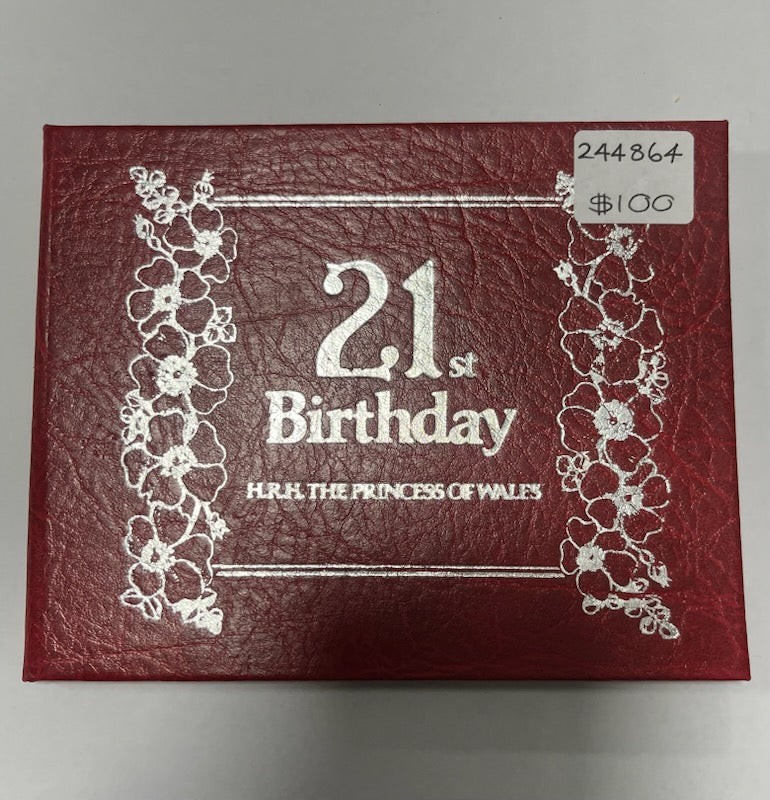 244864
$100
21st
Birthday
H.R.H. THE PRINCESS OF WALES